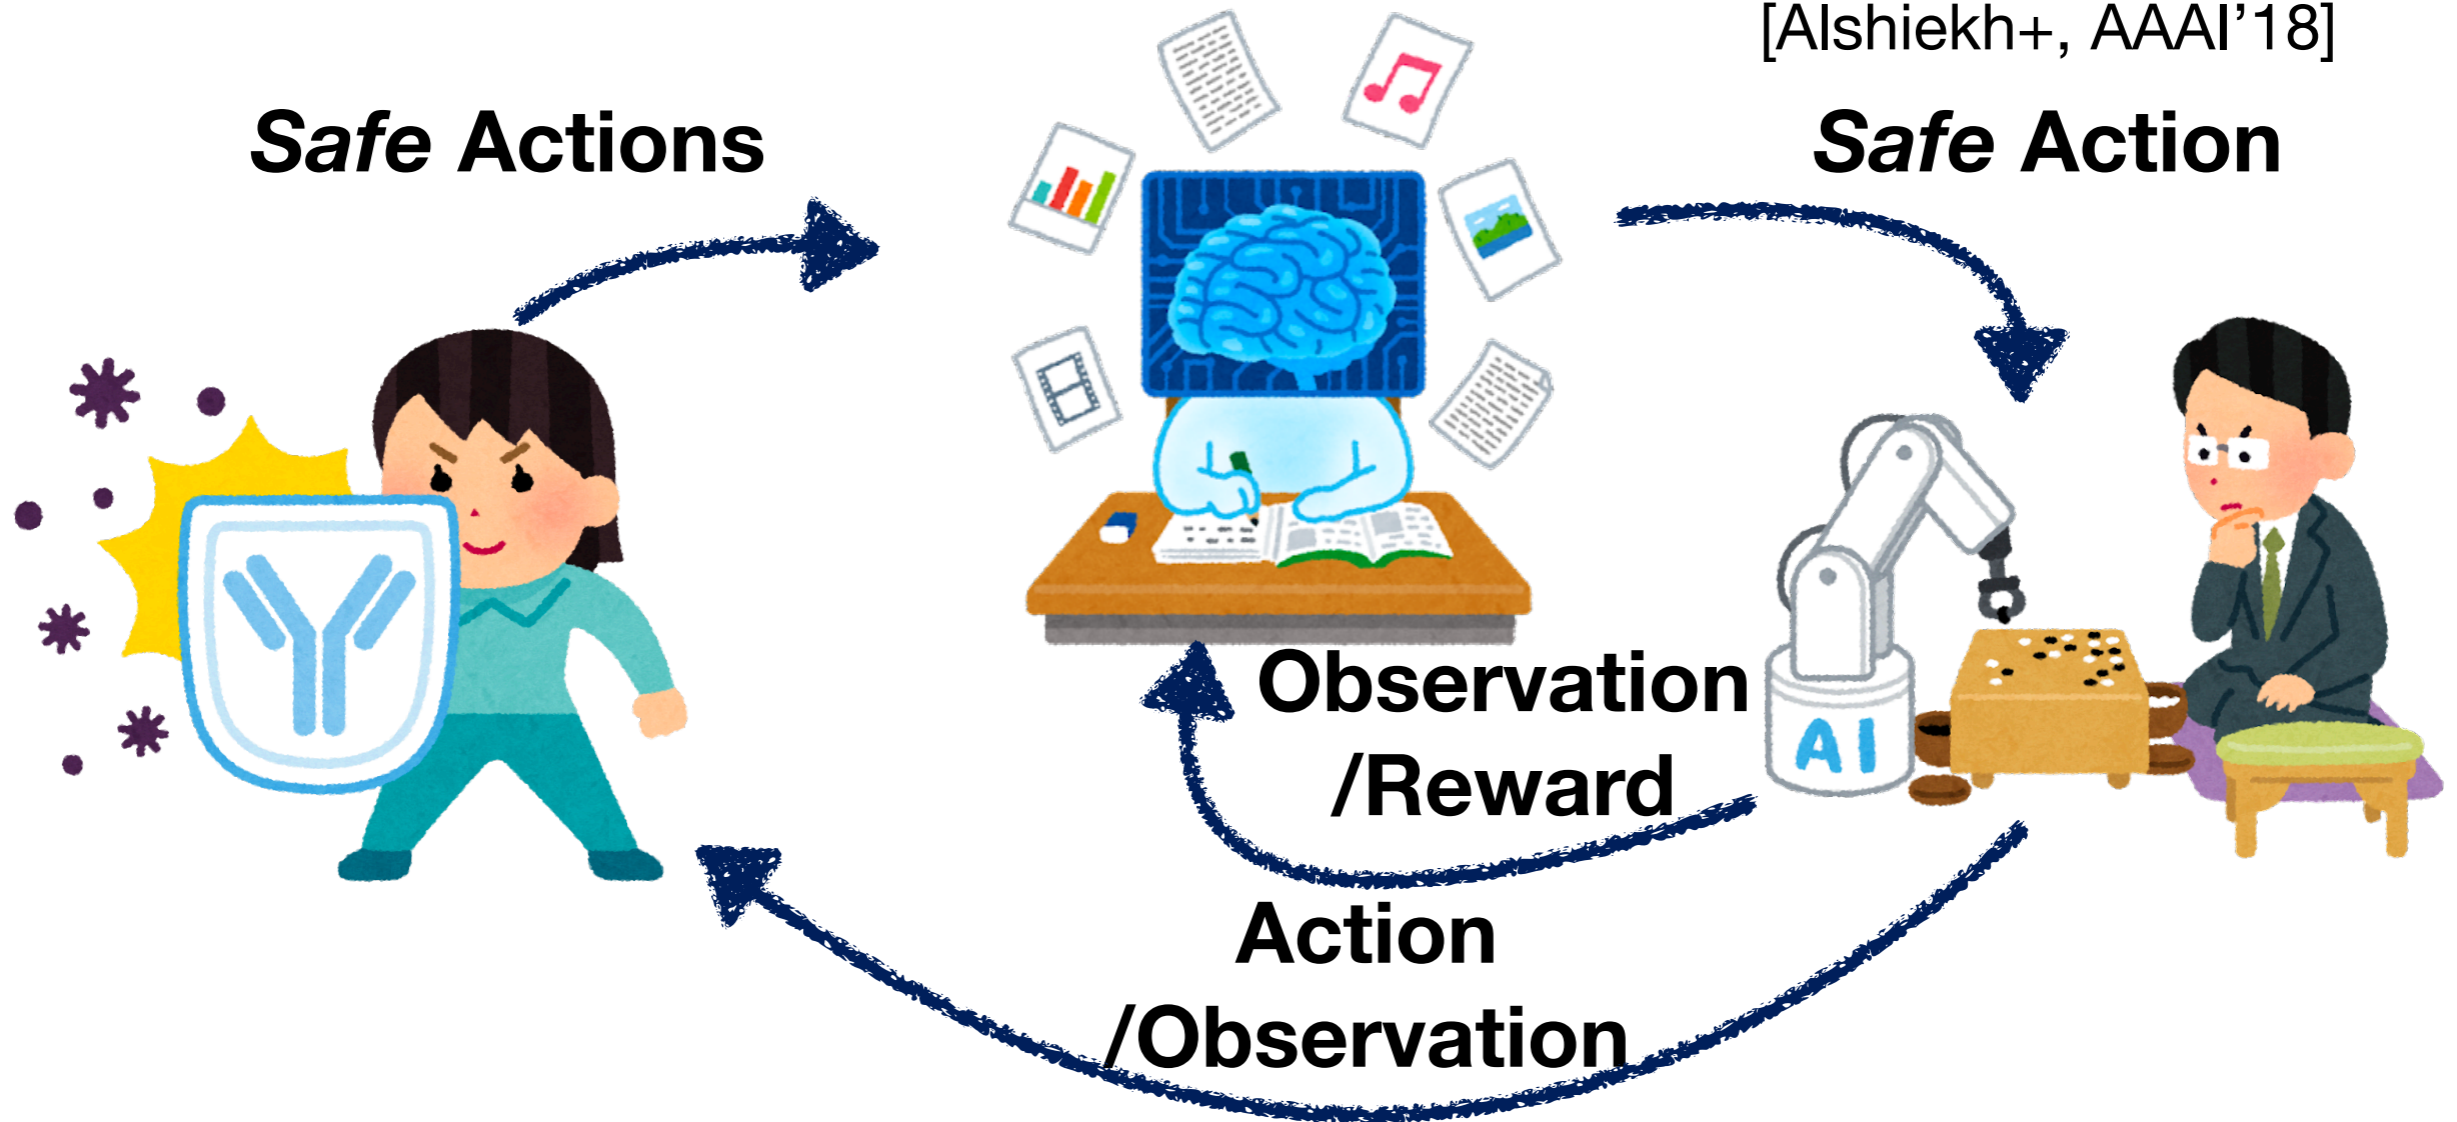 [Alshiekh+, AAAI'18]
Safe Actions
Safe Action
Observation
/Reward
AI
Action
/Observation